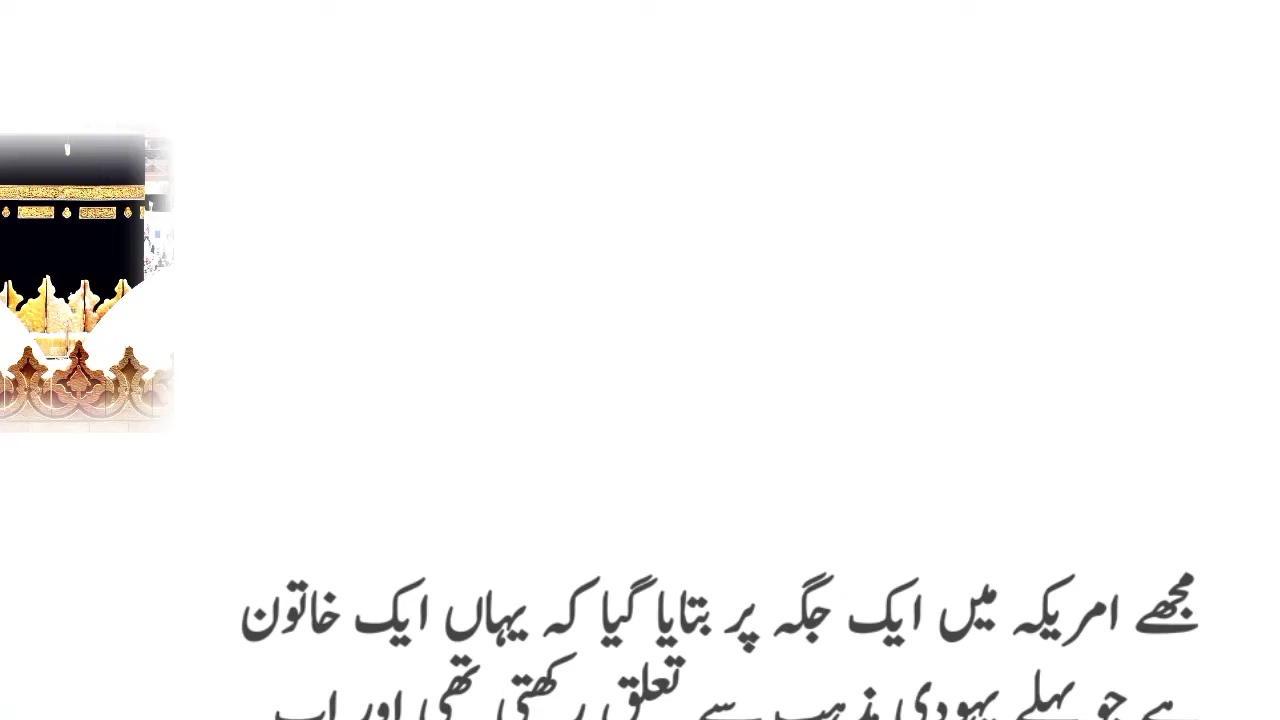 مجھے امریکہ میں ایک جگہ پر بتایا گیا کہ یہاں ایک خاتون
ہے جو پہلے یہودی مذہب سے تعلق رکھتی تھی اور اب